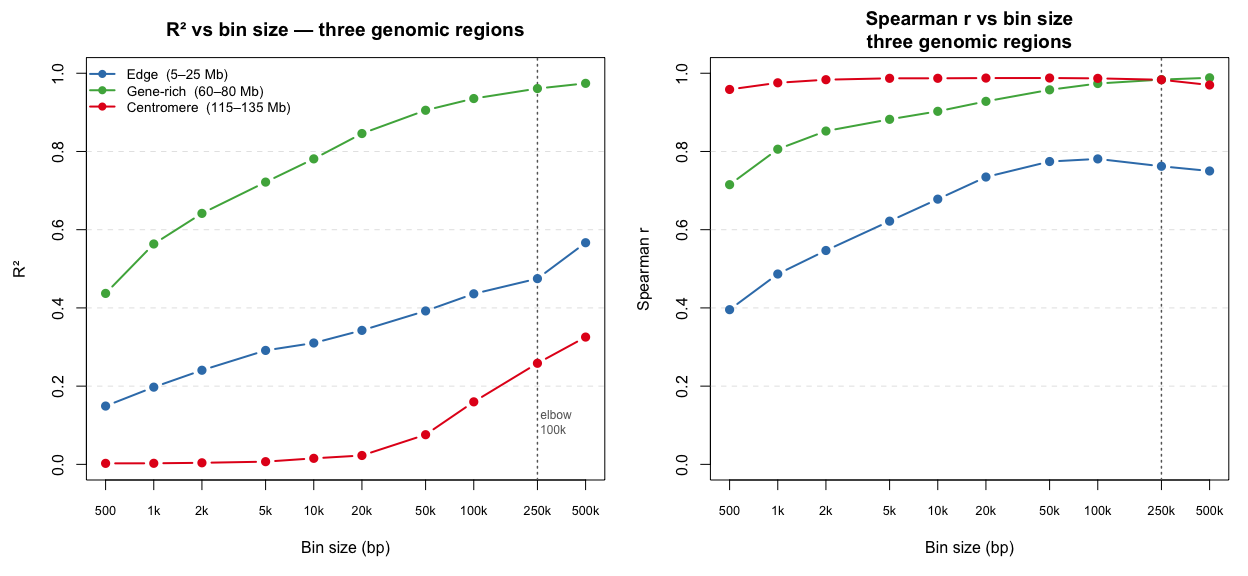 R² vs bin size — three genomic regions
Edge (5–25 Mb)
Gene-rich (60–80 Mb)
Centromere (115–135 Mb)
1.0
0.8
0.6
0.4
0.2
0.0
R²
elbow
100k
500 1k 2k 5k 10k 20k 50k 100k 250k 500k
Bin size (bp)
Spearman r vs bin size
three genomic regions
1.0
0.8
0.6
0.4
0.2
0.0
Spearman r
500 1k 2k 5k 10k 20k 50k 100k 250k 500k
Bin size (bp)